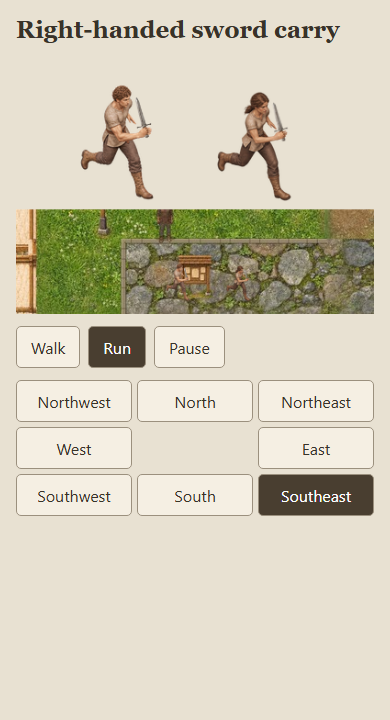 Right-handed sword carry
Walk Run Pause
Northwest North Northeast
West East
Southwest South Southeast